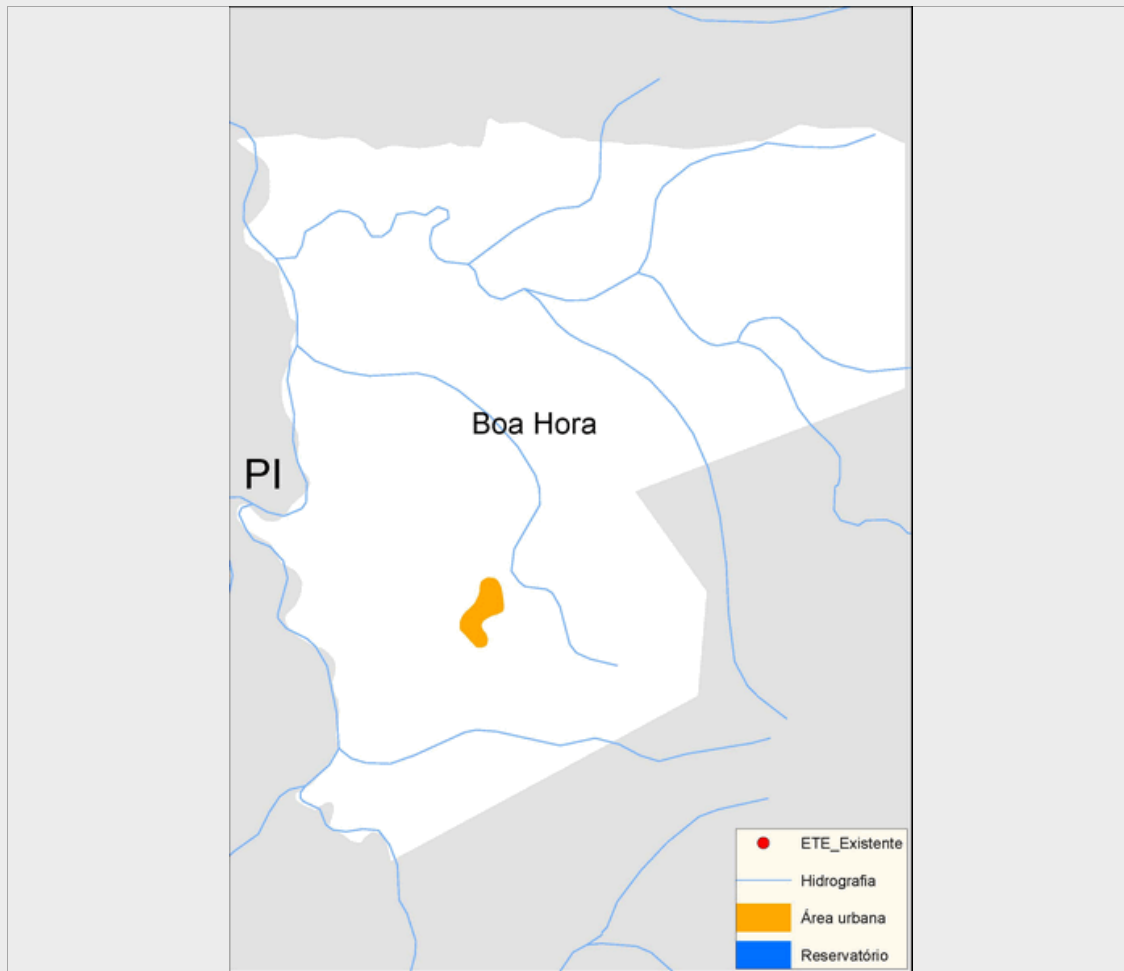 Boa Hora
PI
ETE_Existente
Hidrografia
Área urbana
Reservatório